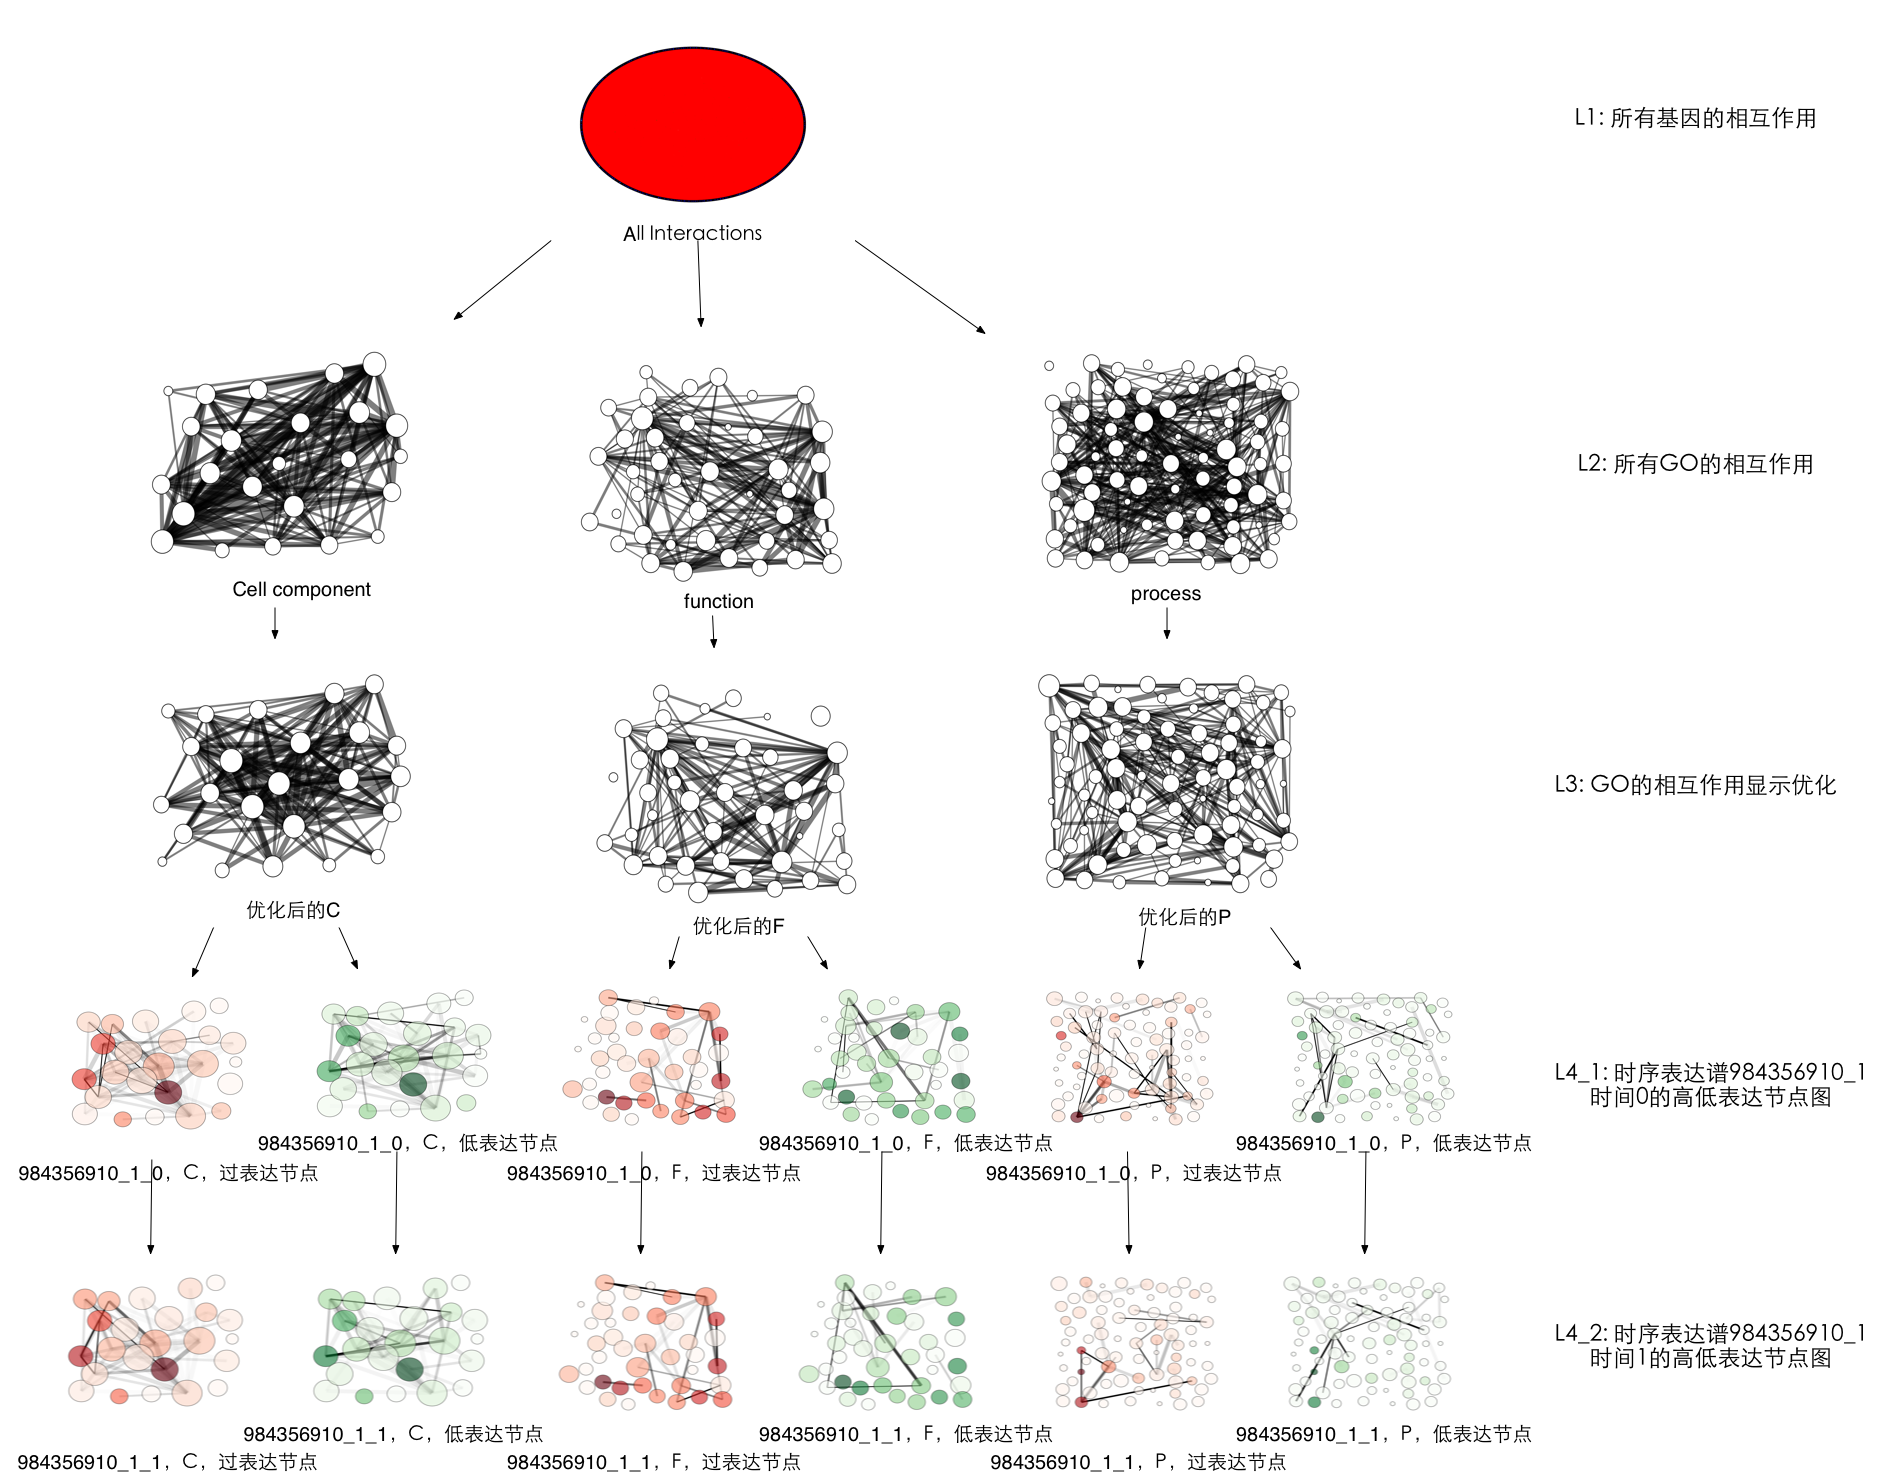 L1: 所有基因的相互作用
All Interactions
L2: 所有GO的相互作用
Cell component
function
process
L3: GO的相互作用显示优化
优化后的C
优化后的F
优化后的P
L4_1: 时序表达谱984356910_1
时间0的高低表达节点图
984356910_1_0，C，低表达节点
984356910_1_0，F，低表达节点
984356910_1_0，P，低表达节点
984356910_1_0，C，过表达节点
984356910_1_0，F，过表达节点
984356910_1_0，P，过表达节点
L4_2: 时序表达谱984356910_1
时间1的高低表达节点图
984356910_1_1，C，低表达节点
984356910_1_1，F，低表达节点
984356910_1_1，P，低表达节点
984356910_1_1，C，过表达节点
984356910_1_1，F，过表达节点
984356910_1_1，P，过表达节点